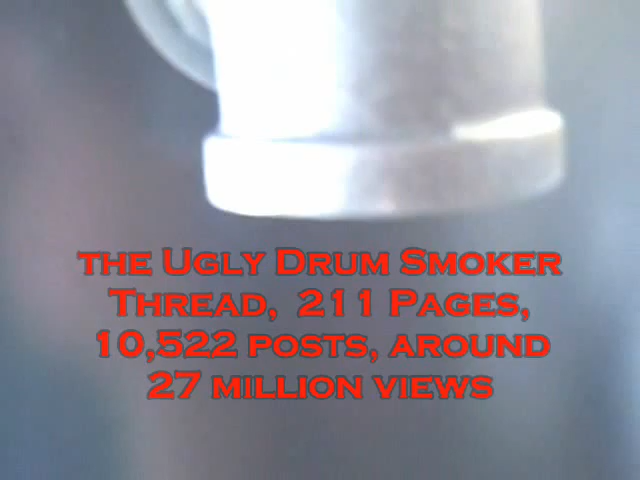 the Ugly Drum Smoker
Thread, 211 Pages,
10,522 posts, around
27 million views